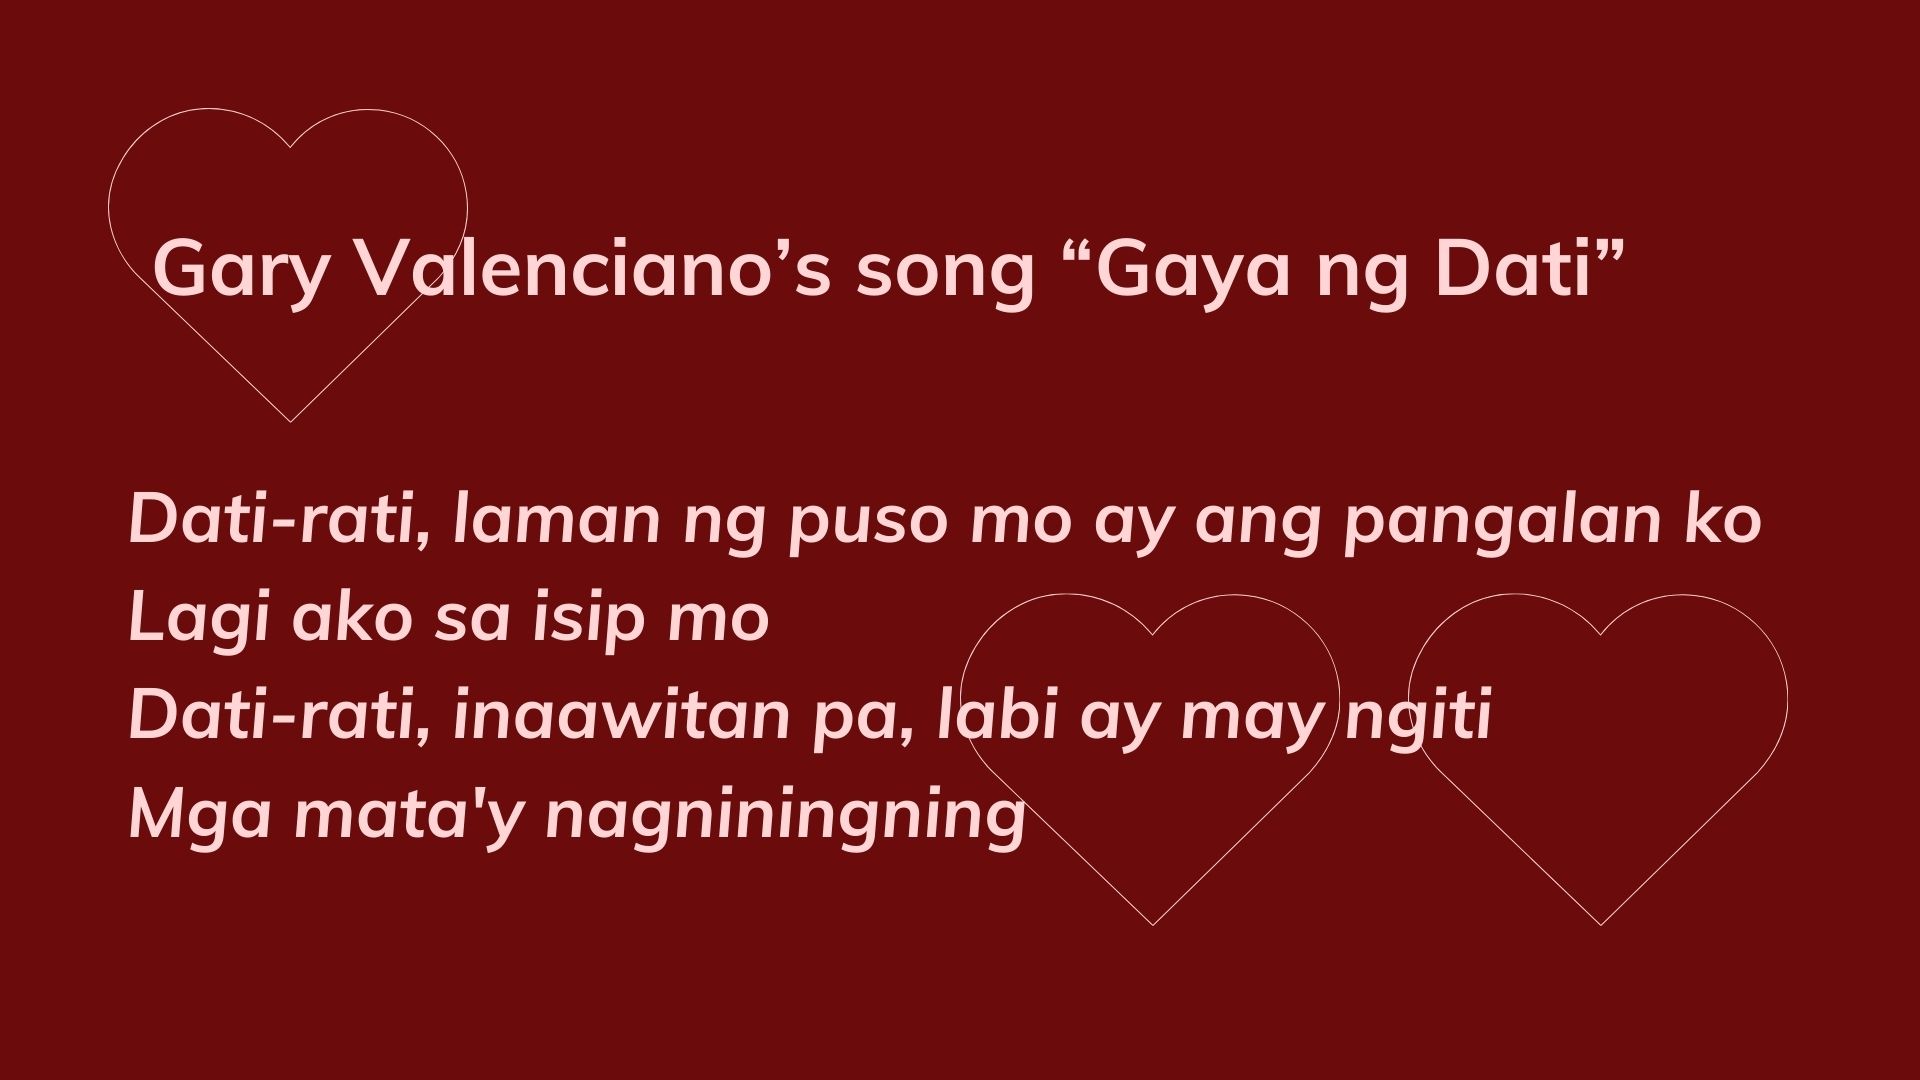 Gary Valenciano’s song “Gaya ng Dati”
Dati-rati, laman ng puso mo ay ang pangalan ko
Lagi ako sa isip mo
Dati-rati, inaawitan pa, labi ay may ngiti
Mga mata'y nagniningning